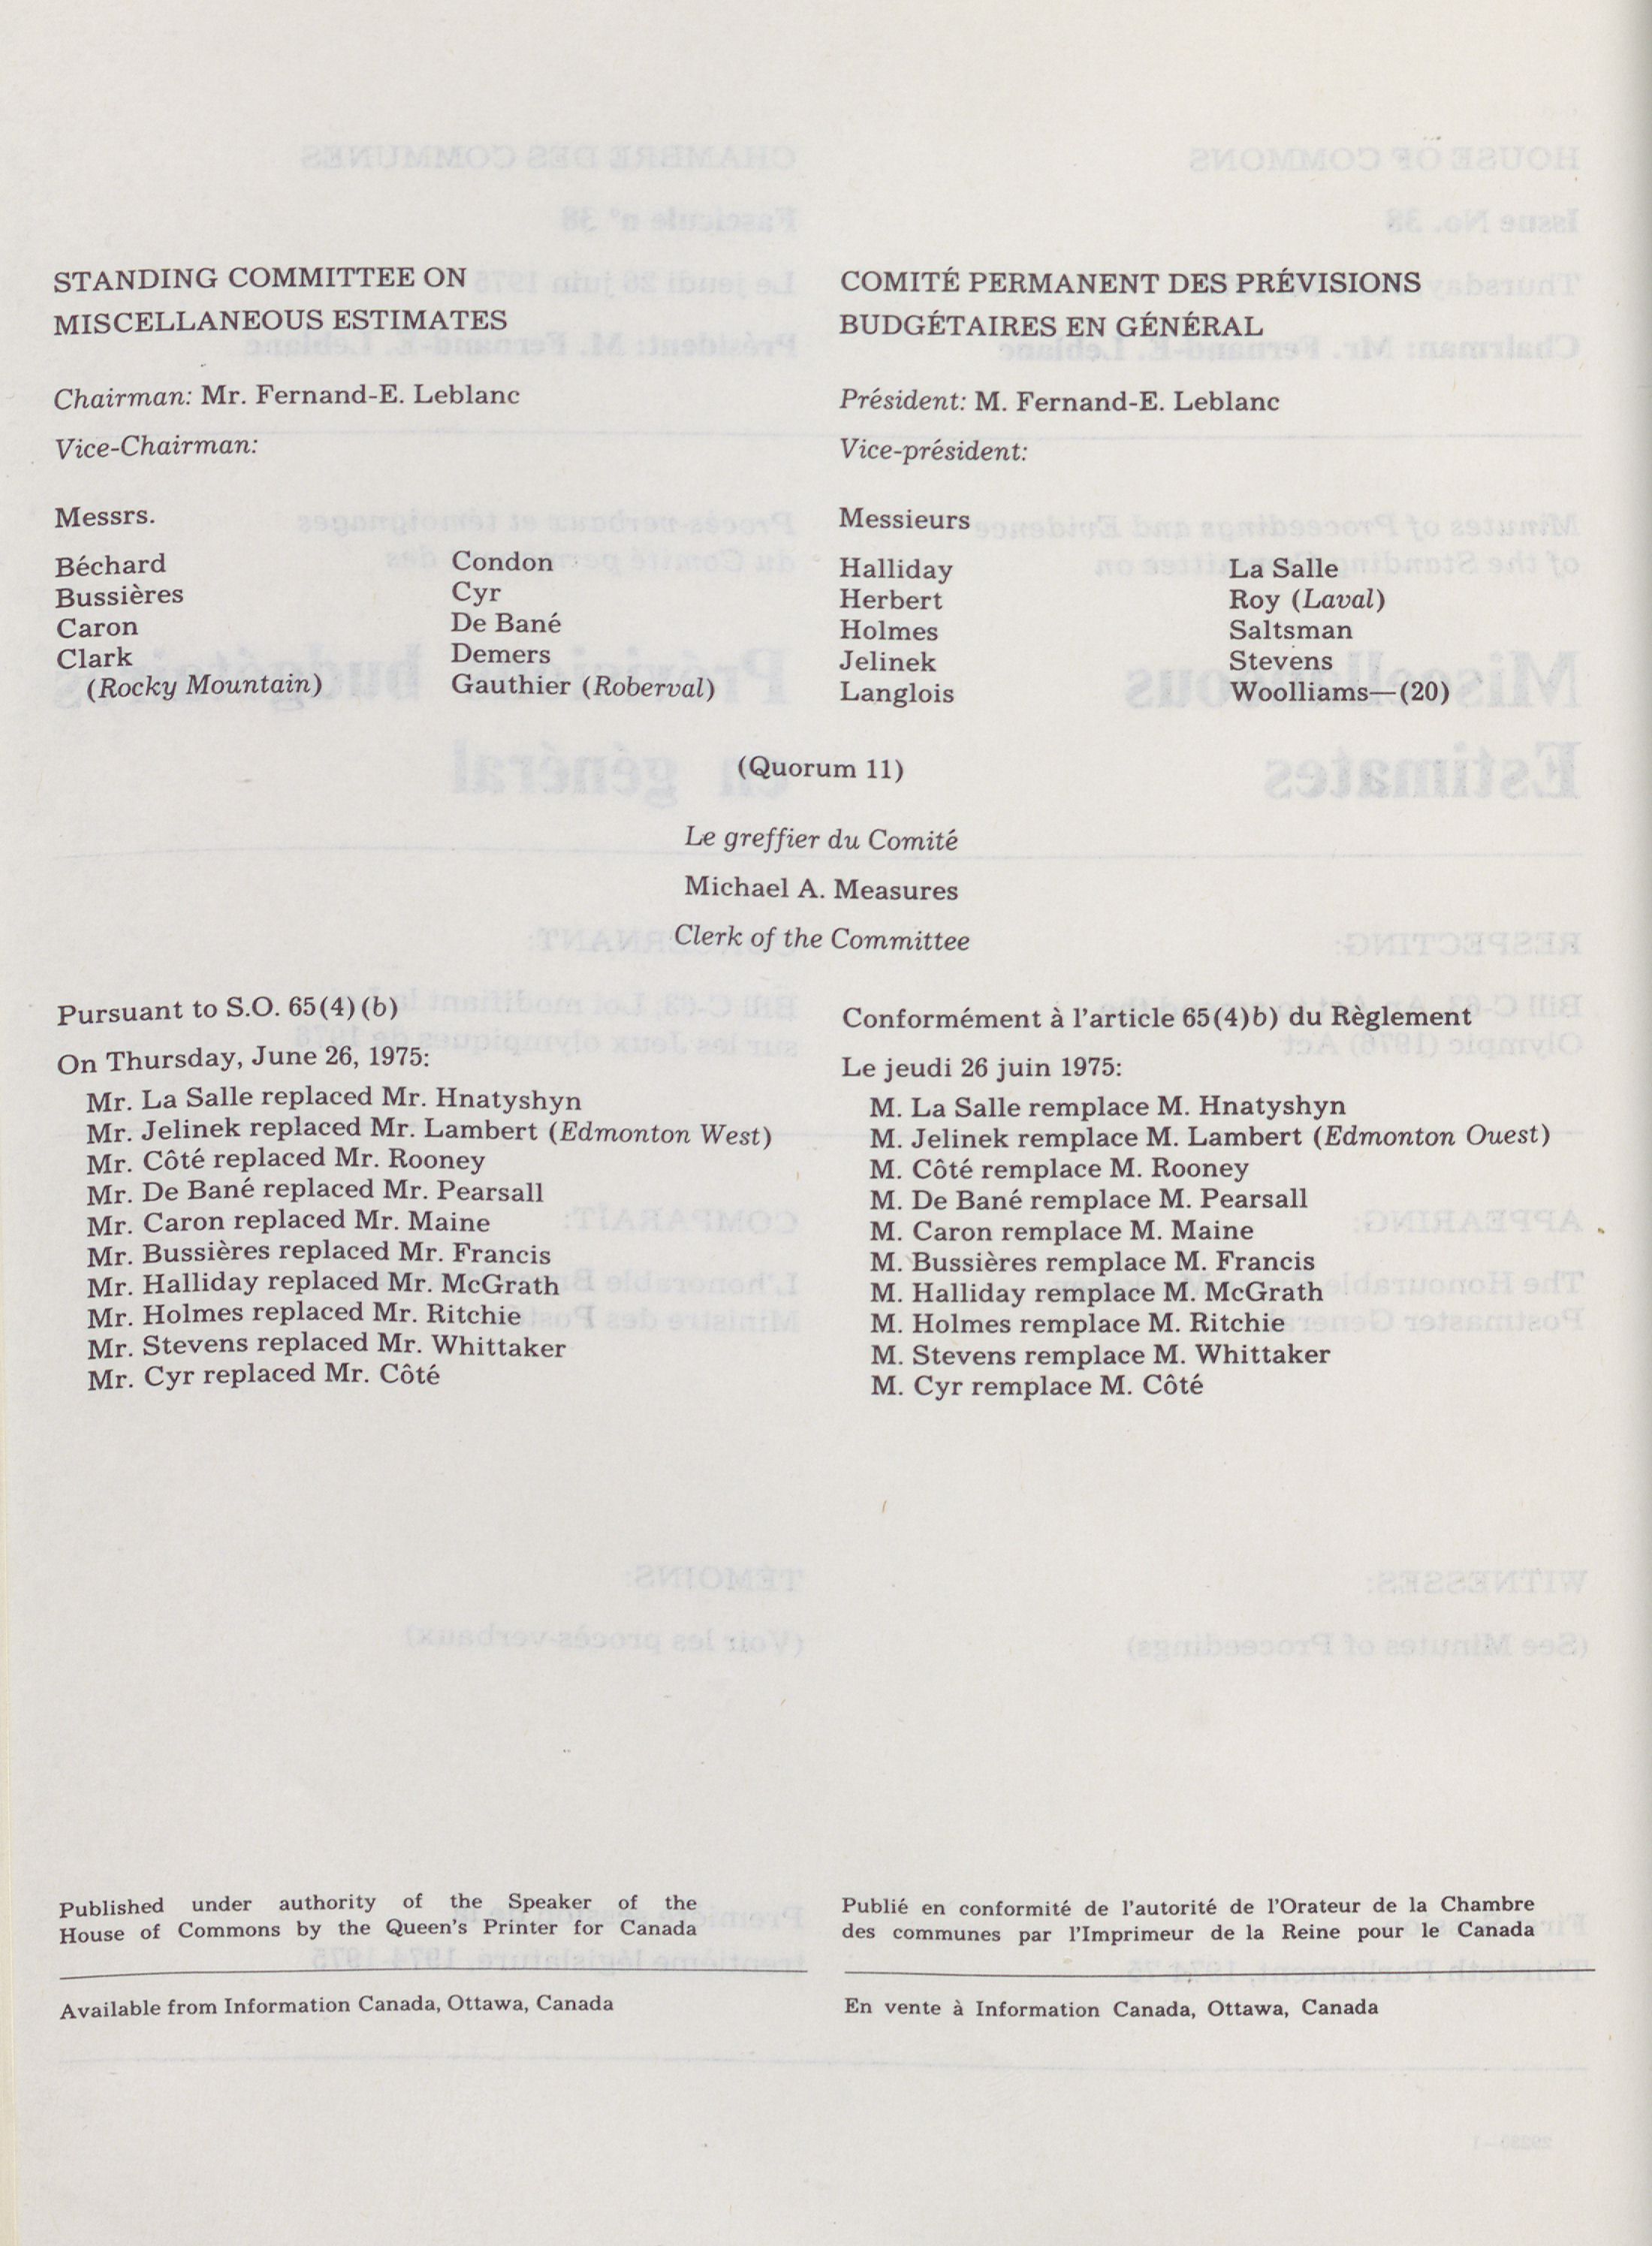 STANDING COMMITTEE ON
MISCELLANEOUS ESTIMATES
Chairman: Mr. Fernand-E. Leblanc
Vice-Chairman:
Messrs.
Béchard
Bussières
Caron
Clark
(Rocky Mountain)
Condon
Cyr
De Bané
Demers
Gauthier (Roberval)
COMITÉ PERMANENT DES PRÉVISIONS
BUDGÉTAIRES EN GÉNÉRAL
Président: M. Fernand-E. Leblanc
Vice-président:
Messieurs
Halliday
Herbert
Holmes
Jelinek
Langlois
La Salle
Roy (Laval)
Saltsman
Stevens
Woolliams—(20)
(Quorum 11)
Le greffier du Comité
Michael A. Measures
Clerk of the Committee
Pursuant to S.O. 65(4)(b)
On Thursday, June 26, 1975:
Mr. La Salle replaced Mr. Hnatyshyn
Mr. Jelinek replaced Mr. Lambert (Edmonton West)
Mr. Côté replaced Mr. Rooney
Mr. De Bané replaced Mr. Pearsall
Mr. Caron replaced Mr. Maine
Mr. Bussières replaced Mr. Francis
Mr. Halliday replaced Mr. McGrath
Mr. Holmes replaced Mr. Ritchie
Mr. Stevens replaced Mr. Whittaker
Mr. Cyr replaced Mr. Côté
Conformément à l'article 65(4)b) du Règlement
Le jeudi 26 juin 1975:
M. La Salle remplace M. Hnatyshyn
M. Jelinek remplace M. Lambert (Edmonton Ouest)
M. Côté remplace M. Rooney
M. De Bané remplace M. Pearsall
M. Caron remplace M. Maine
M. Bussières remplace M. Francis
M. Halliday remplace M. McGrath
M. Holmes remplace M. Ritchie
M. Stevens remplace M. Whittaker
M. Cyr remplace M. Côté
Published under authority of the Speaker of the
House of Commons by the Queen's Printer for Canada
Available from Information Canada, Ottawa, Canada
Publié en conformité de l'autorité de l'Orateur de la Chambre
des communes par l'Imprimeur de la Reine pour le Canada
En vente à Information Canada, Ottawa, Canada